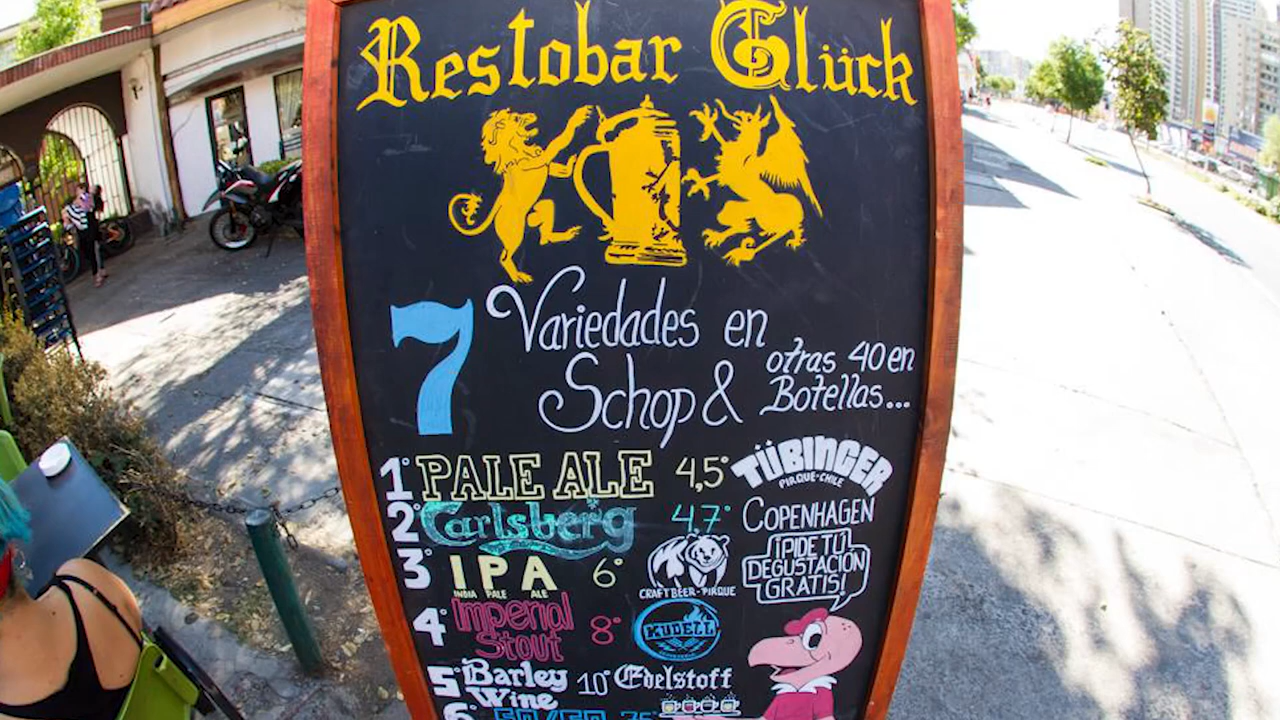 Restobar Glück
7 Variedades en
Schop & otras 40 en
Botellas...
1° PALE ALE 4,5° TÜBINGER
PIRQUE-CHILE
2° Carlsberg 4,7° COPENHAGEN
3° IPA 6°
INDIA PALE ALE
CRAFT BEER-PIRQUE
¡PIDE TU
DEGUSTACIÓN
GRATIS!
4° Imperial
Stout 8° KUDELL
5° Barley
Wine 10° Edelstoff
6°